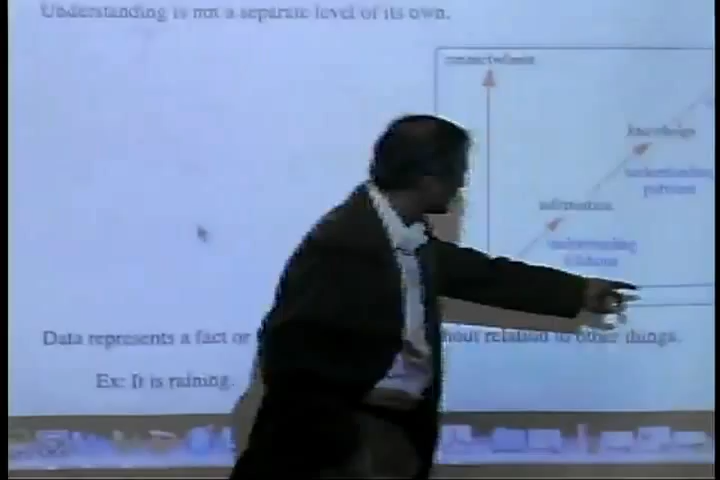 Understanding is not a separate level of its own.
connectedness
knowledge
understanding
patterns
information
understanding
relations
Data represents a fact or
hout relation to other things.
Ex: It is raining.